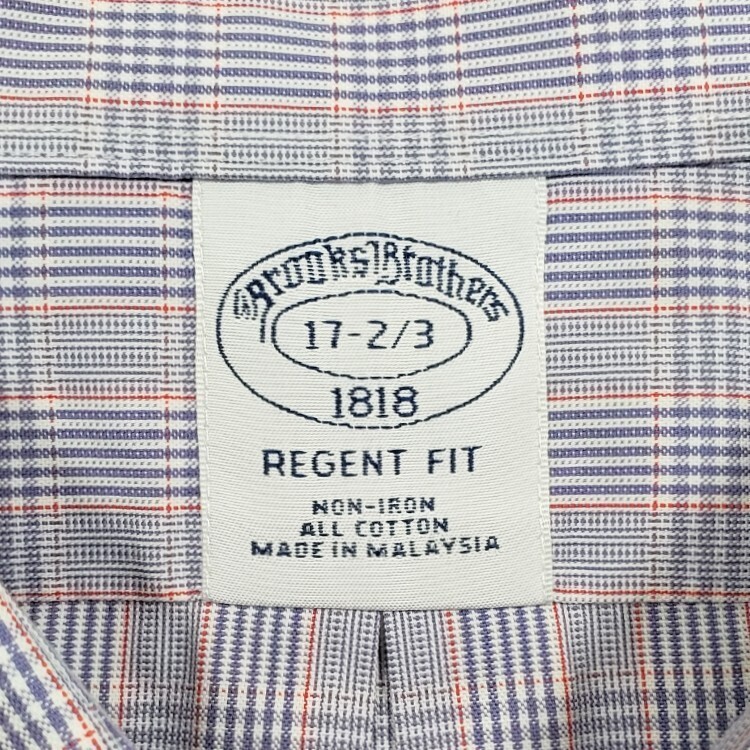 Brooks Brothers
17-2/3
1818
REGENT FIT
NON-IRON
ALL COTTON
MADE IN MALAYSIA